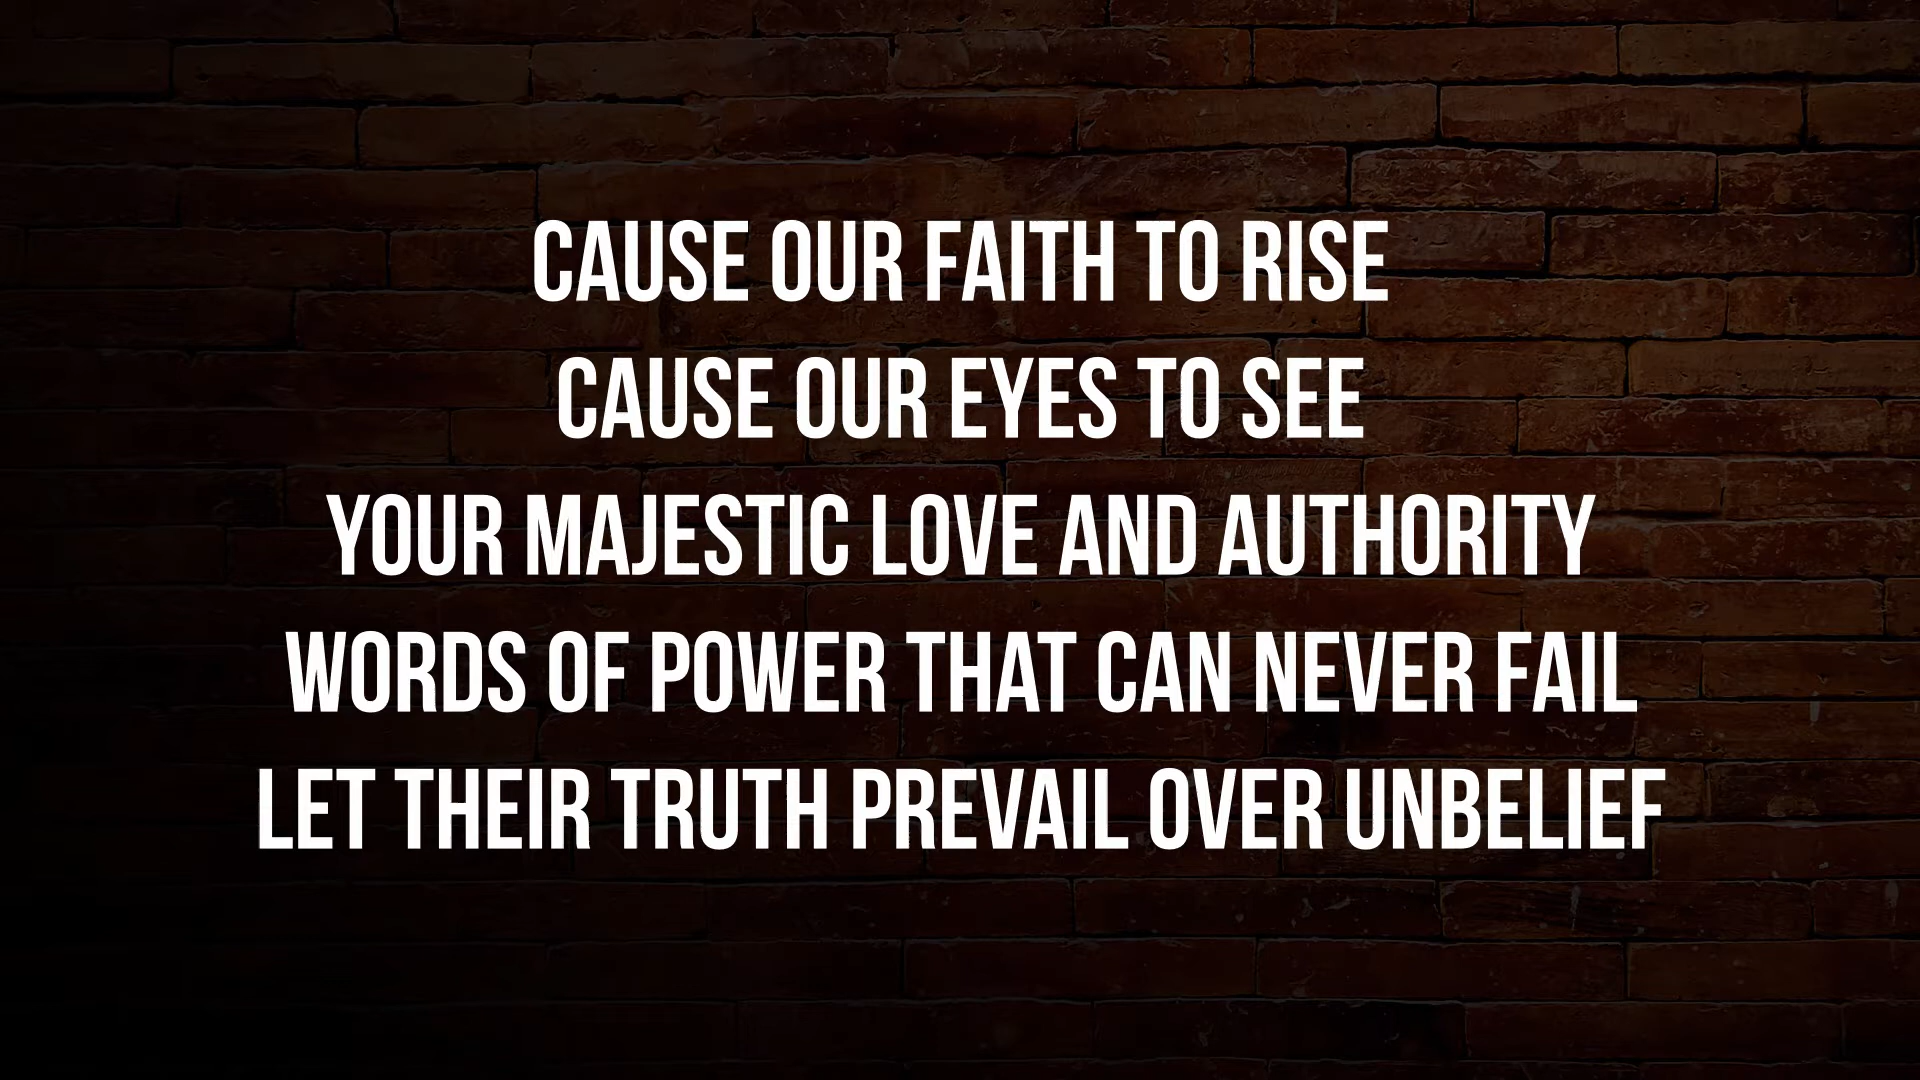 CAUSE OUR FAITH TO RISE
CAUSE OUR EYES TO SEE
YOUR MAJESTIC LOVE AND AUTHORITY
WORDS OF POWER THAT CAN NEVER FAIL
LET THEIR TRUTH PREVAIL OVER UNBELIEF